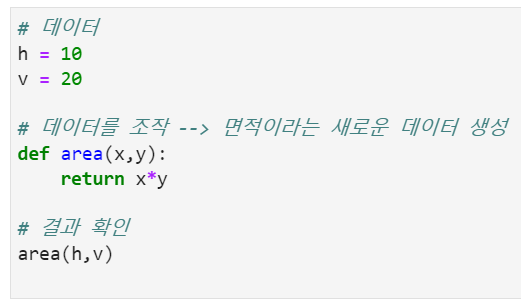 # 데이터
h = 10
v = 20
# 데이터를 조작 --> 면적이라는 새로운 데이터 생성
def area(x,y):
    return x*y
# 결과 확인
area(h,v)